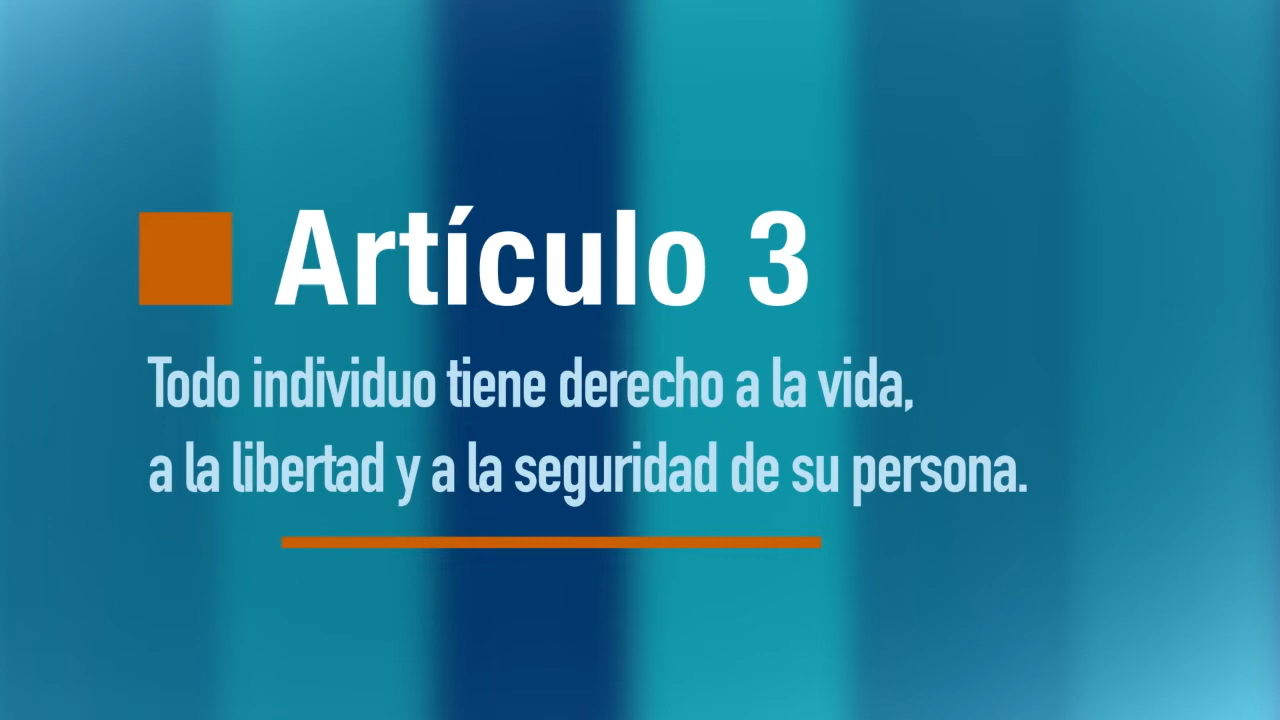 Artículo 3
Todo individuo tiene derecho a la vida,
a la libertad y a la seguridad de su persona.